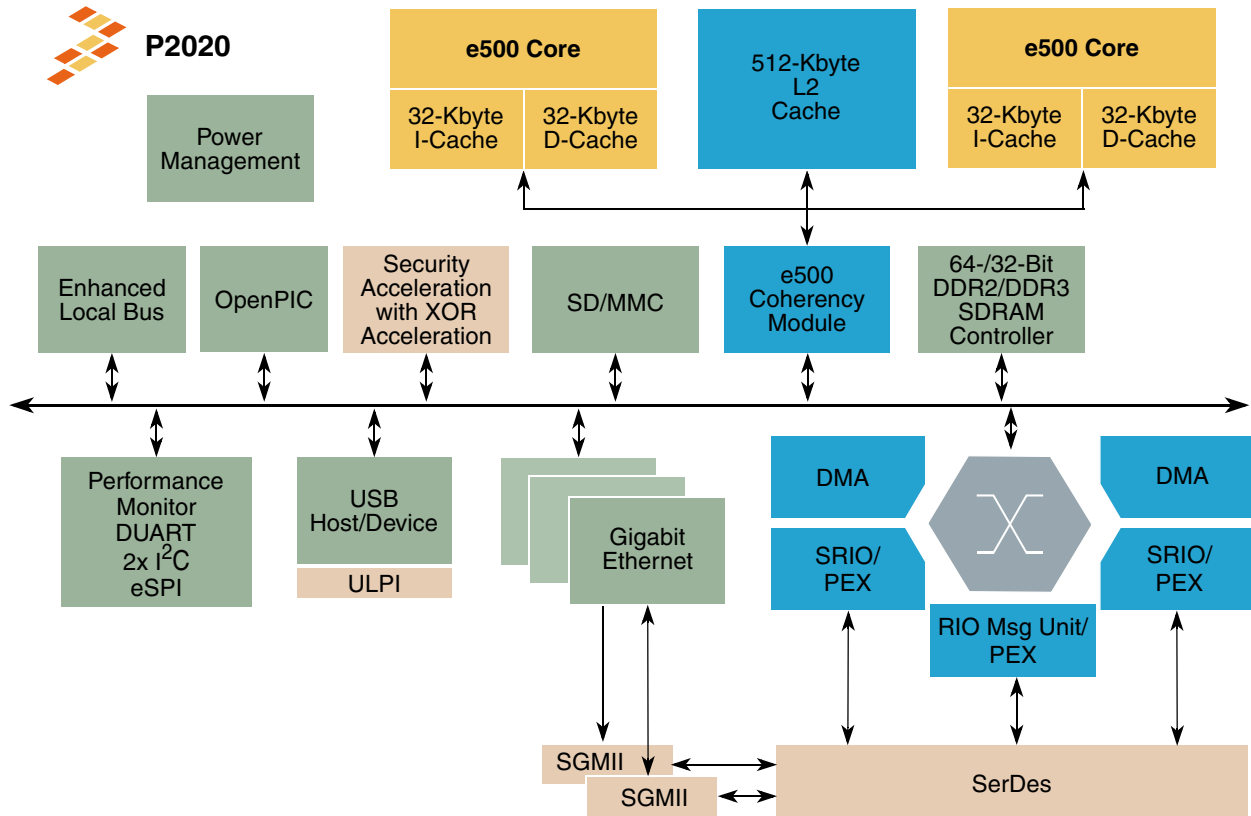 P2020
e500 Core
32-Kbyte
I-Cache
32-Kbyte
D-Cache
512-Kbyte
L2
Cache
e500 Core
32-Kbyte
I-Cache
32-Kbyte
D-Cache
Power
Management
Enhanced
Local Bus
OpenPIC
Security
Acceleration
with XOR
Acceleration
SD/MMC
e500
Coherency
Module
64-/32-Bit
DDR2/DDR3
SDRAM
Controller
Performance
Monitor
DUART
2x I²C
eSPI
USB
Host/Device
ULPI
Gigabit
Ethernet
DMA
SRIO/
PEX
DMA
SRIO/
PEX
RIO Msg Unit/
PEX
SGMII
SGMII
SerDes